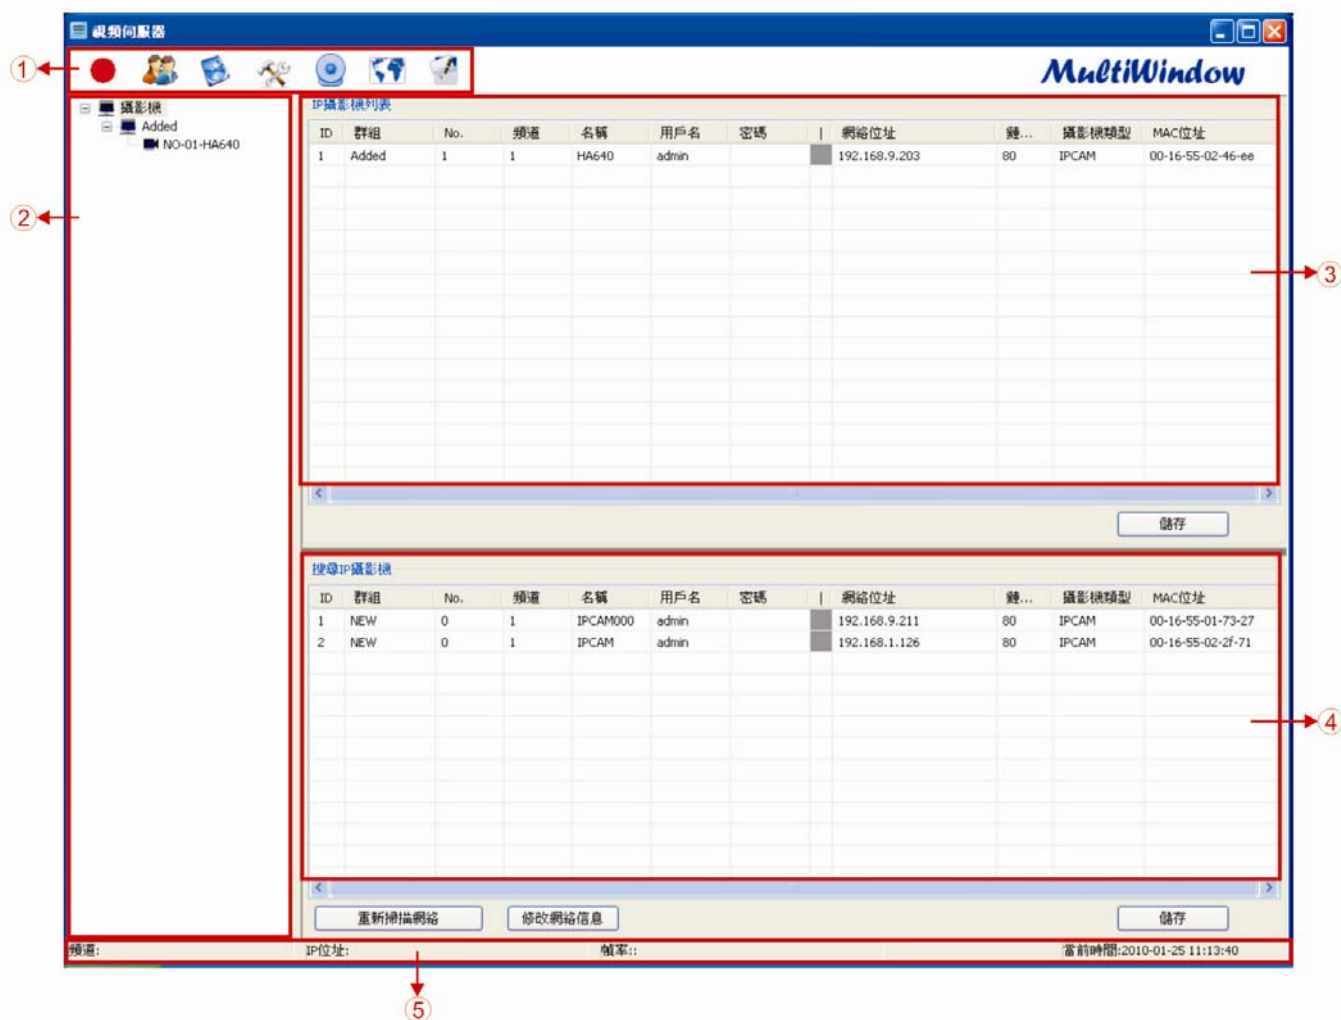 視頻伺服器
① MultiWindow
攝影機
Added
NO-01-HA640
②
IP攝影機列表
ID 群組 No. 頻道 名稱 用戶名 密碼 | 網絡位址 鏈... 攝影機類型 MAC位址
1 Added 1 1 HA640 admin 192.168.9.203 80 IPCAM 00-16-55-02-46-ee
③
儲存
搜尋IP攝影機
ID 群組 No. 頻道 名稱 用戶名 密碼 | 網絡位址 鏈... 攝影機類型 MAC位址
1 NEW 0 1 IPCAM000 admin 192.168.9.211 80 IPCAM 00-16-55-01-73-27
2 NEW 0 1 IPCAM admin 192.168.1.126 80 IPCAM 00-16-55-02-2f-71
④
重新掃描網絡 修改網絡信息 儲存
頻道: IP位址: 幀率:: 當前時間:2010-01-25 11:13:40
⑤